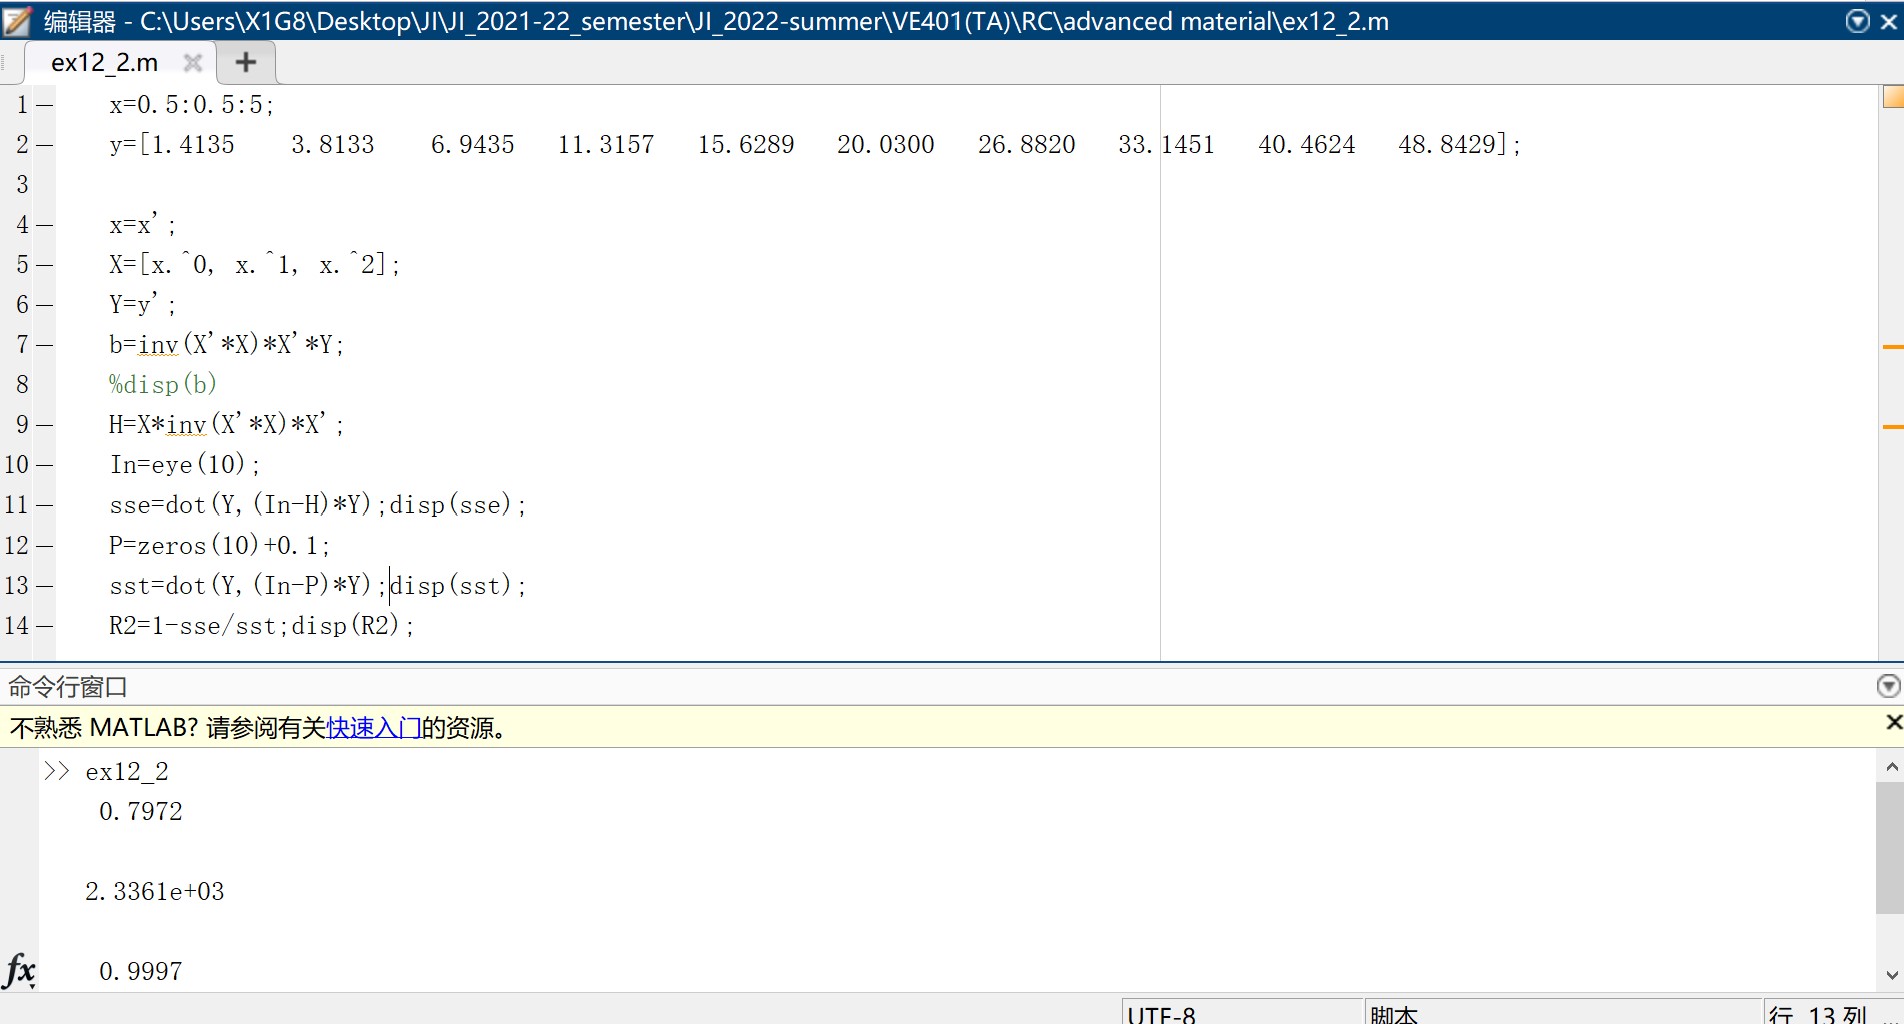 编辑器 - C:\Users\X1G8\Desktop\JI\JI_2021-22_semester\JI_2022-summer\VE401(TA)\RC\advanced material\ex12_2.m
ex12_2.m
1 x=0.5:0.5:5;
2 y=[1.4135 3.8133 6.9435 11.3157 15.6289 20.0300 26.8820 33.1451 40.4624 48.8429];
3
4 x=x';
5 X=[x.^0, x.^1, x.^2];
6 Y=y';
7 b=inv(X'*X)*X'*Y;
8 %disp(b)
9 H=X*inv(X'*X)*X';
10 In=eye(10);
11 sse=dot(Y,(In-H)*Y);disp(sse);
12 P=zeros(10)+0.1;
13 sst=dot(Y,(In-P)*Y);disp(sst);
14 R2=1-sse/sst;disp(R2);
命令行窗口
不熟悉 MATLAB? 请参阅有关快速入门的资源。
>> ex12_2
0.7972
2.3361e+03
fx 0.9997
UTF-8 脚本 行 13 列